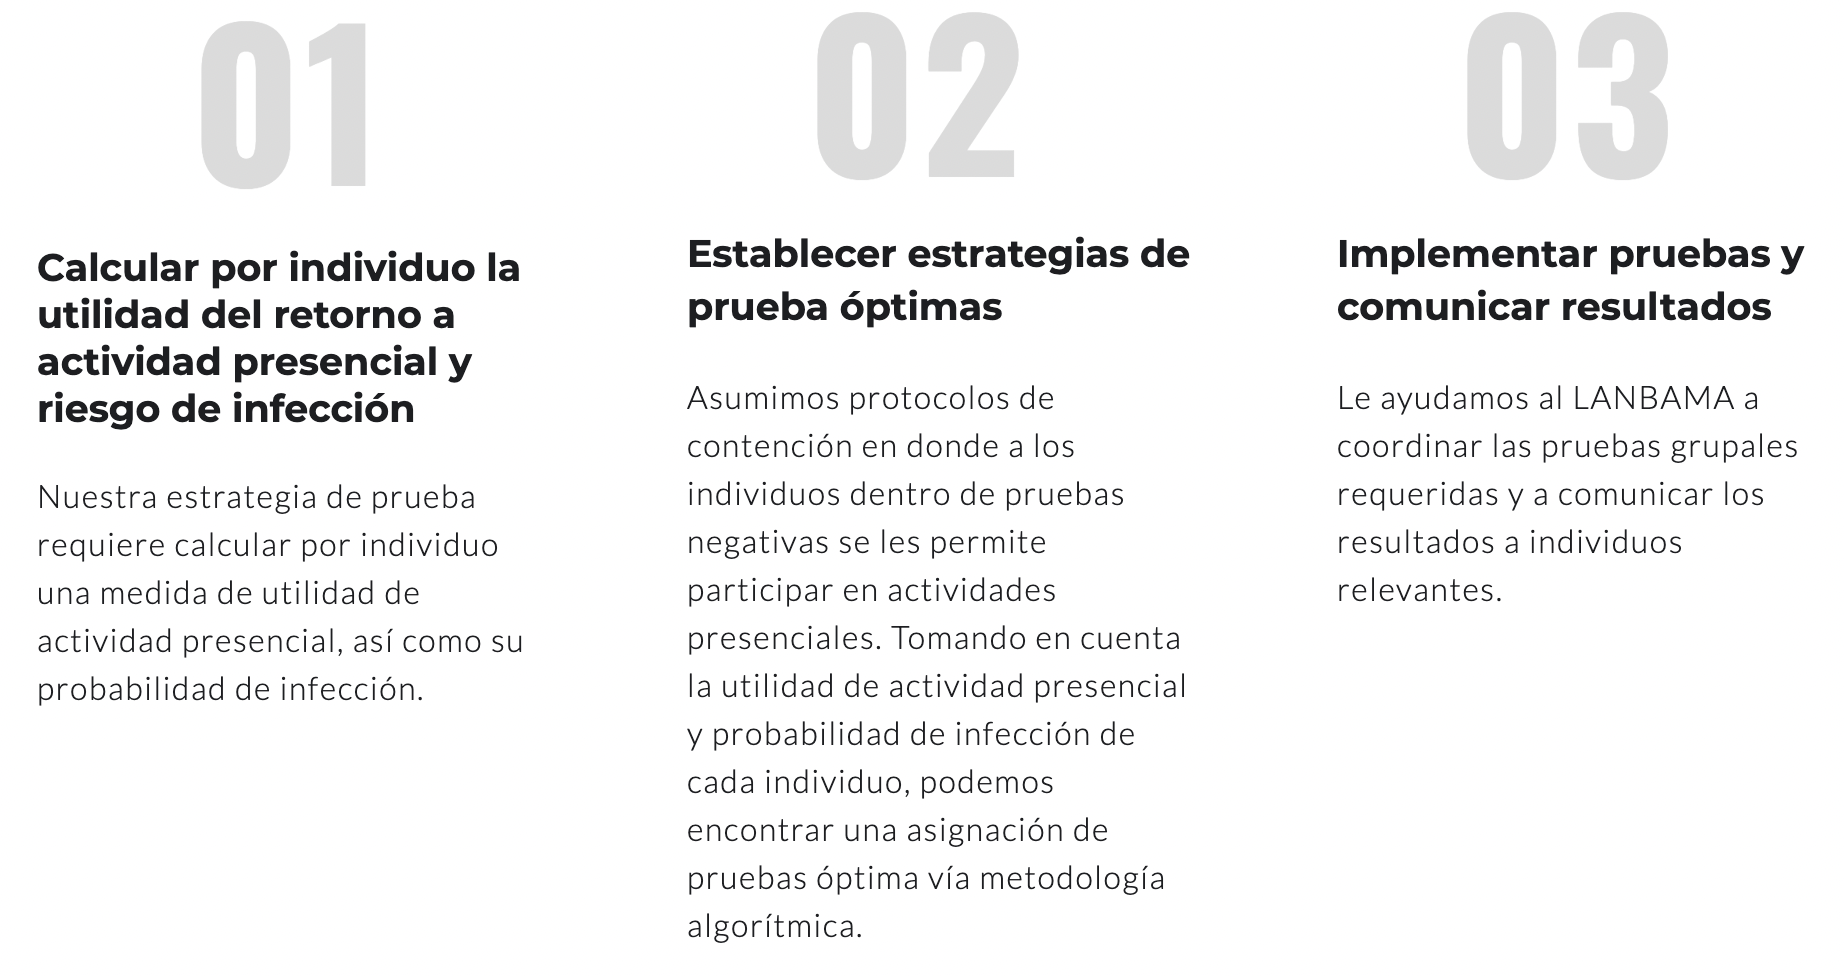 01
Calcular por individuo la
utilidad del retorno a
actividad presencial y
riesgo de infección
Nuestra estrategia de prueba
requiere calcular por individuo
una medida de utilidad de
actividad presencial, así como su
probabilidad de infección.
02
Establecer estrategias de
prueba óptimas
Asumimos protocolos de
contención en donde a los
individuos dentro de pruebas
negativas se les permite
participar en actividades
presenciales. Tomando en cuenta
la utilidad de actividad presencial
y probabilidad de infección de
cada individuo, podemos
encontrar una asignación de
pruebas óptima vía metodología
algorítmica.
03
Implementar pruebas y
comunicar resultados
Le ayudamos al LANBAMA a
coordinar las pruebas grupales
requeridas y a comunicar los
resultados a individuos
relevantes.